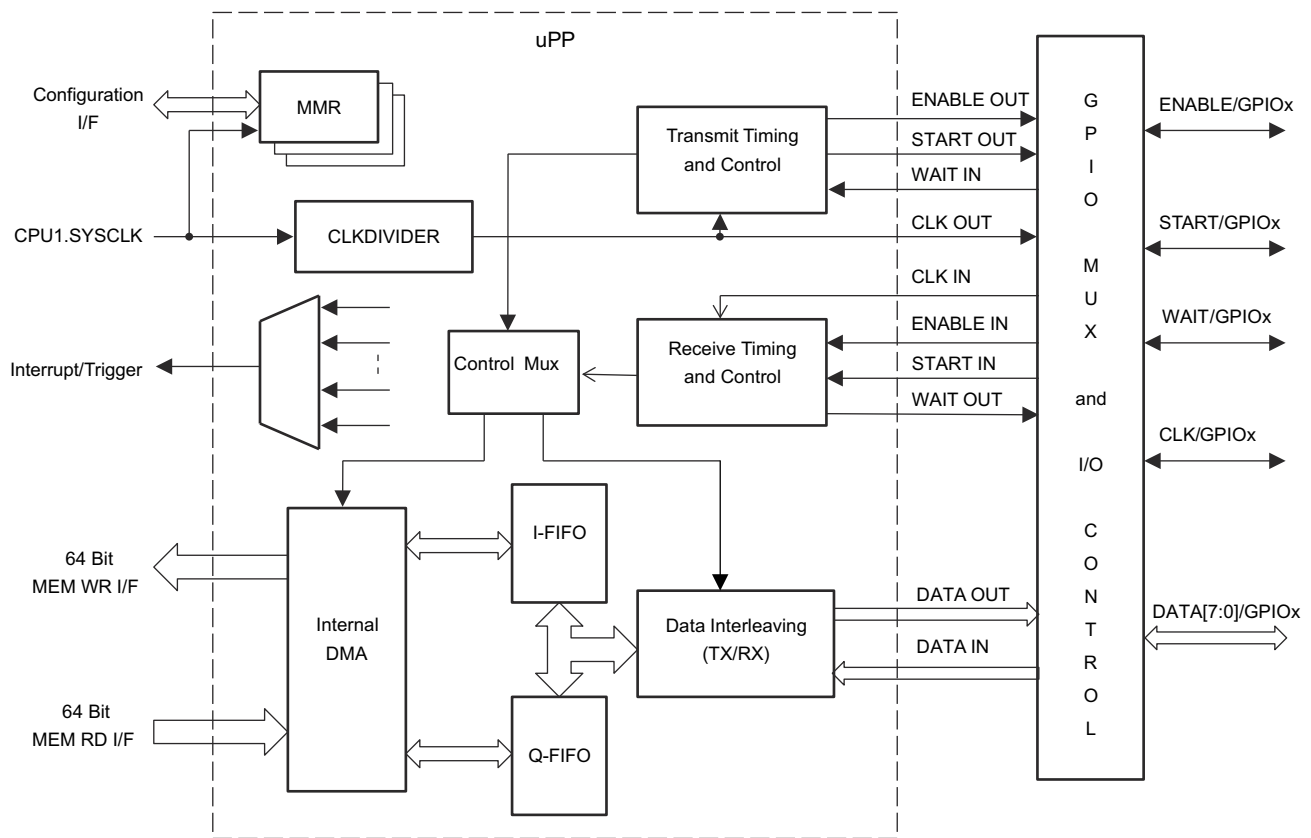 uPP
Configuration
I/F
MMR
CPU1.SYSCLK
CLKDIVIDER
Transmit Timing
and Control
ENABLE OUT
START OUT
WAIT IN
CLK OUT
CLK IN
ENABLE IN
START IN
WAIT OUT
Interrupt/Trigger
Control Mux
Receive Timing
and Control
64 Bit
MEM WR I/F
64 Bit
MEM RD I/F
Internal
DMA
I-FIFO
Q-FIFO
Data Interleaving
(TX/RX)
DATA OUT
DATA IN
G
P
I
O
M
U
X
and
I/O
C
O
N
T
R
O
L
ENABLE/GPIOx
START/GPIOx
WAIT/GPIOx
CLK/GPIOx
DATA[7:0]/GPIOx